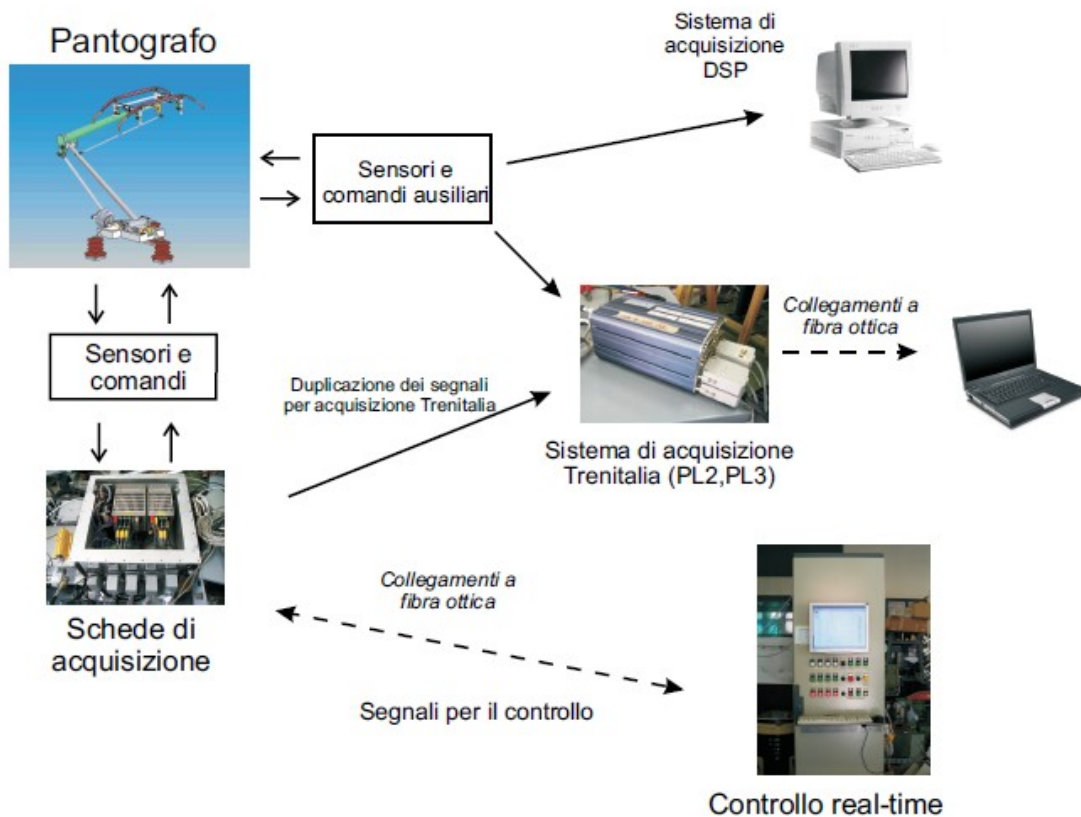 Pantografo
Sistema di
acquisizione
DSP
Sensori e
comandi ausiliari
Sensori e
comandi
Collegamenti a
fibra ottica
Duplicazione dei segnali
per acquisizione Trenitalia
Sistema di acquisizione
Trenitalia (PL2,PL3)
Collegamenti a
fibra ottica
Schede di
acquisizione
Segnali per il controllo
Controllo real-time